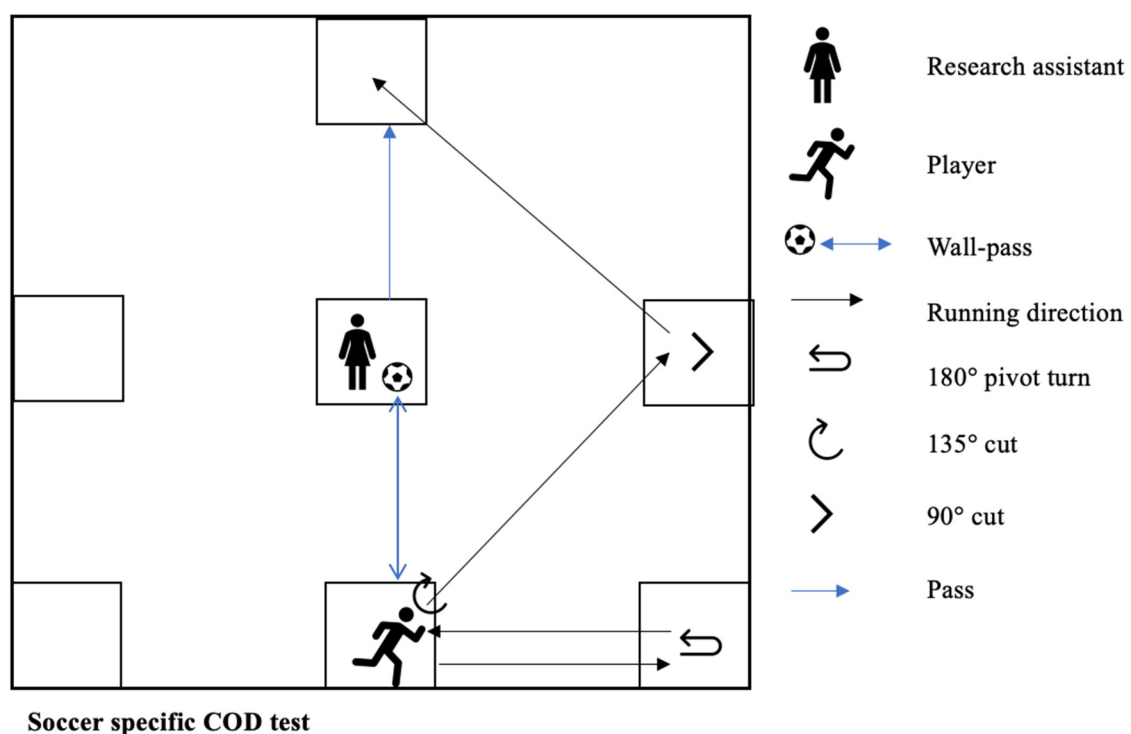 Research assistant
Player
Wall-pass
Running direction
180° pivot turn
135° cut
90° cut
Pass
Soccer specific COD test